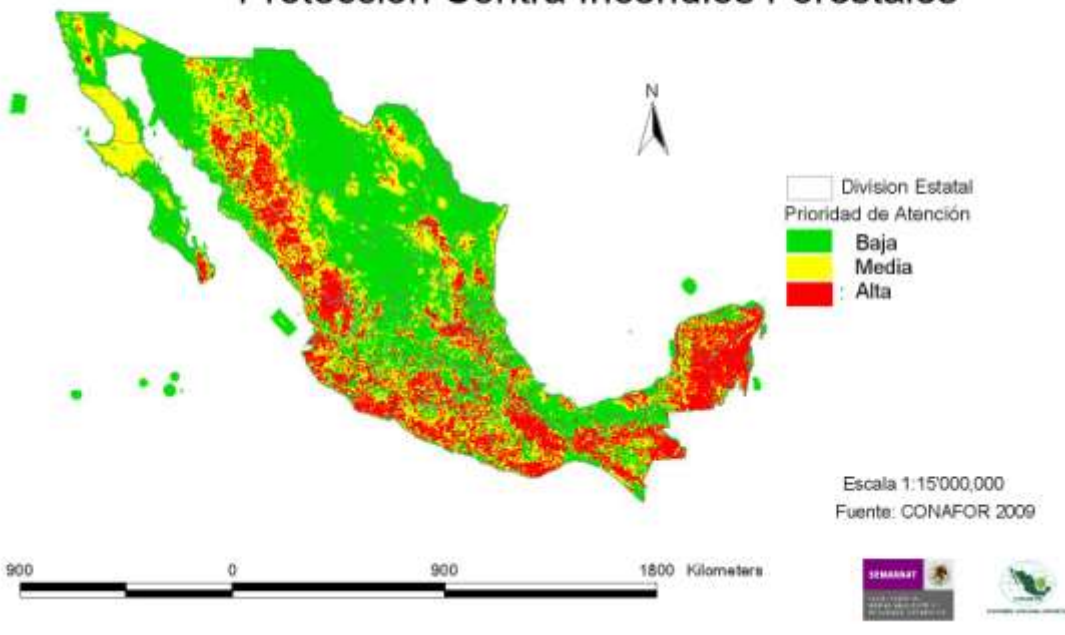 Protección Contra Incendios Forestales
N
Division Estatal
Prioridad de Atención
Baja
Media
: Alta
Escala 1:15'000,000
Fuente: CONAFOR 2009
900 0 900 1800 Kilometers
SEMARNAT